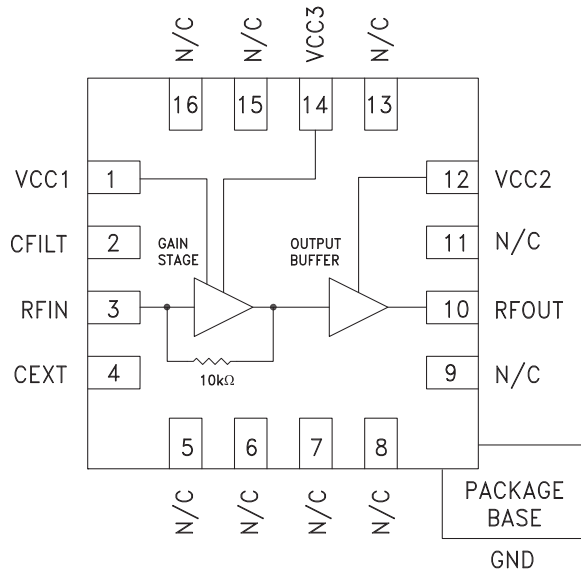 N/C
N/C
VCC3
N/C
16
15
14
13
VCC1
1
12
VCC2
CFILT
2
GAIN
STAGE
OUTPUT
BUFFER
11
N/C
RFIN
3
10
RFOUT
CEXT
4
10kΩ
9
N/C
5
6
7
8
N/C
N/C
N/C
N/C
PACKAGE
BASE
GND